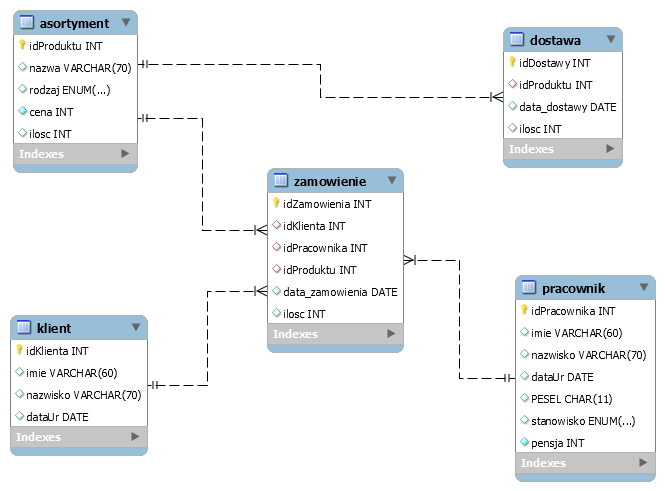 asortyment
idProduktu INT
nazwa VARCHAR(70)
rodzaj ENUM(...)
cena INT
ilosc INT
Indexes
dostawa
idDostawy INT
idProduktu INT
data_dostawy DATE
ilosc INT
Indexes
zamowienie
idZamowienia INT
idKlienta INT
idPracownika INT
idProduktu INT
data_zamowienia DATE
ilosc INT
Indexes
klient
idKlienta INT
imie VARCHAR(60)
nazwisko VARCHAR(70)
dataUr DATE
Indexes
pracownik
idPracownika INT
imie VARCHAR(60)
nazwisko VARCHAR(70)
dataUr DATE
PESEL CHAR(11)
stanowisko ENUM(...)
pensja INT
Indexes